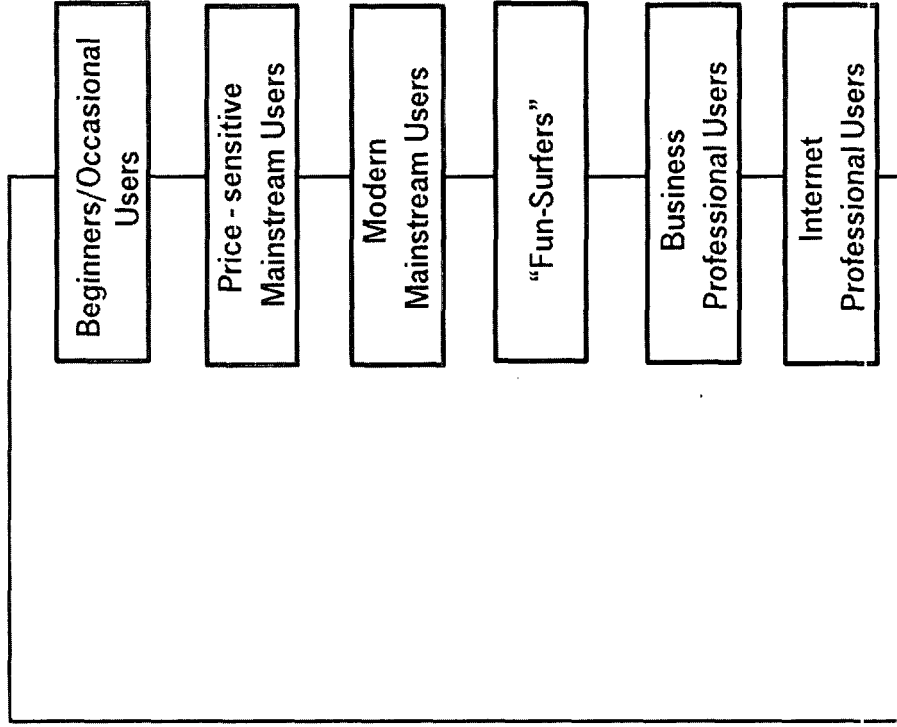 Beginners/Occasional
Users
Price - sensitive
Mainstream Users
Modern
Mainstream Users
“Fun-Surfers”
Business
Professional Users
Internet
Professional Users